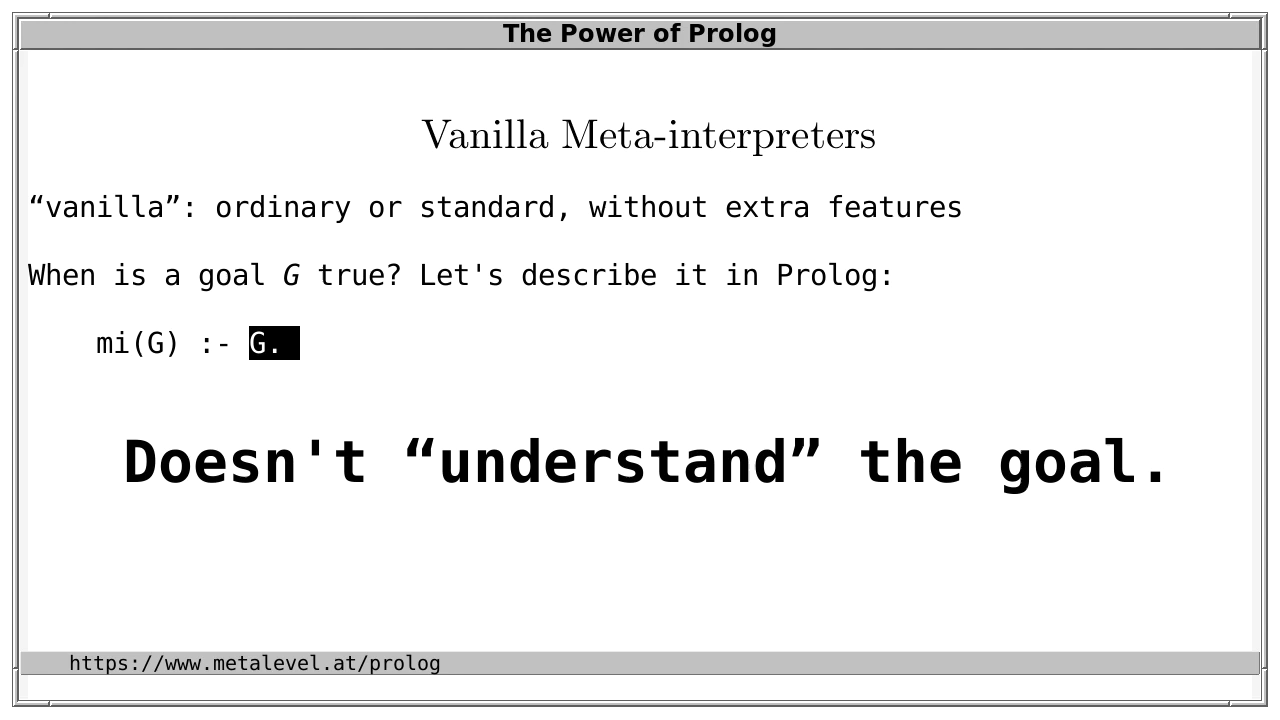 The Power of Prolog
Vanilla Meta-interpreters
“vanilla”: ordinary or standard, without extra features
When is a goal G true? Let's describe it in Prolog:
mi(G) :- G.
Doesn't “understand” the goal.
https://www.metalevel.at/prolog